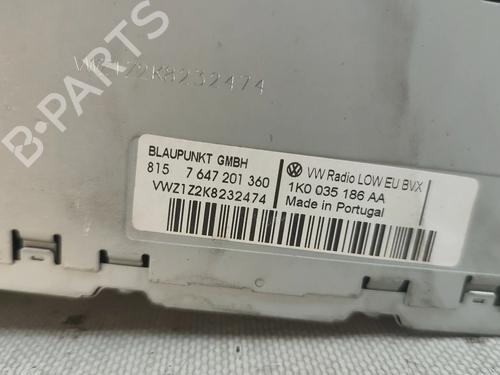 B-PARTS
VWZ1Z2K8232474
BLAUPUNKT GMBH
815 7 647 201 360
VWZ1Z2K8232474
VW Radio LOW EU BVX
1K0 035 186 AA
Made in Portugal